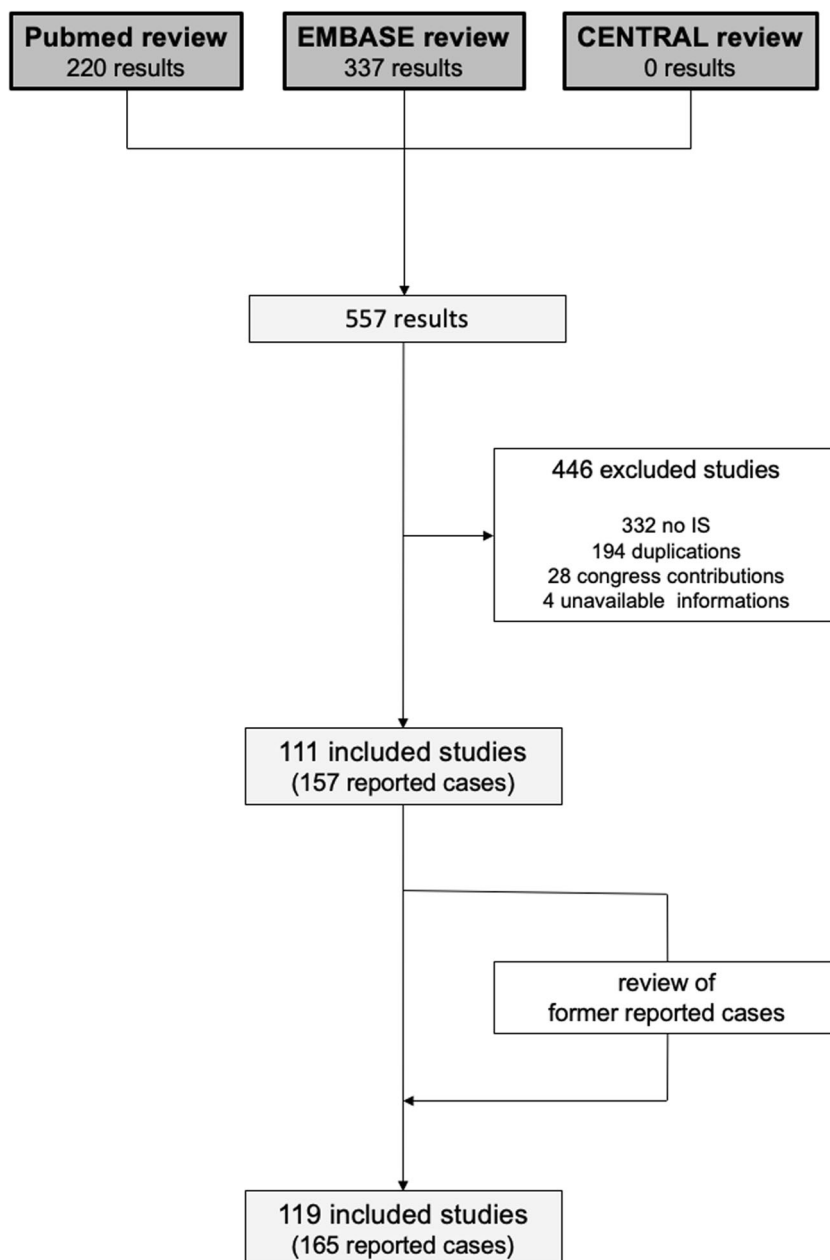 Pubmed review
220 results
EMBASE review
337 results
CENTRAL review
0 results
557 results
446 excluded studies
332 no IS
194 duplications
28 congress contributions
4 unavailable informations
111 included studies
(157 reported cases)
review of
former reported cases
119 included studies
(165 reported cases)